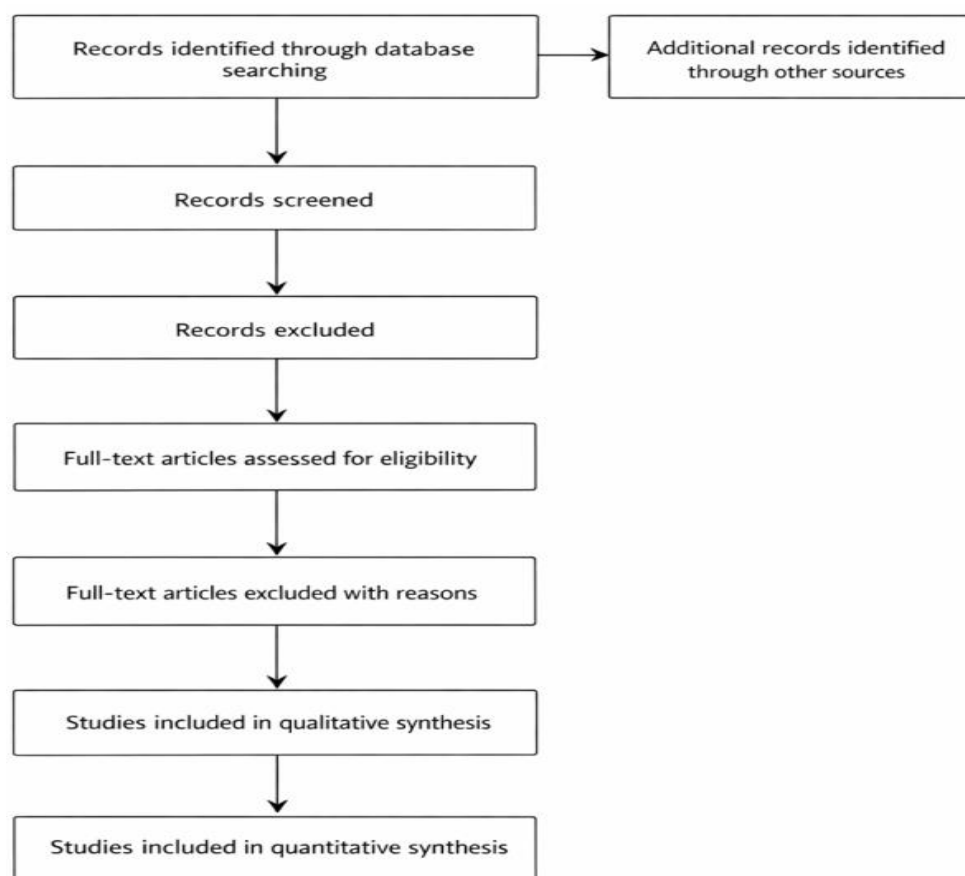 Records identified through database
searching
Additional records identified
through other sources
Records screened
Records excluded
Full-text articles assessed for eligibility
Full-text articles excluded with reasons
Studies included in qualitative synthesis
Studies included in quantitative synthesis